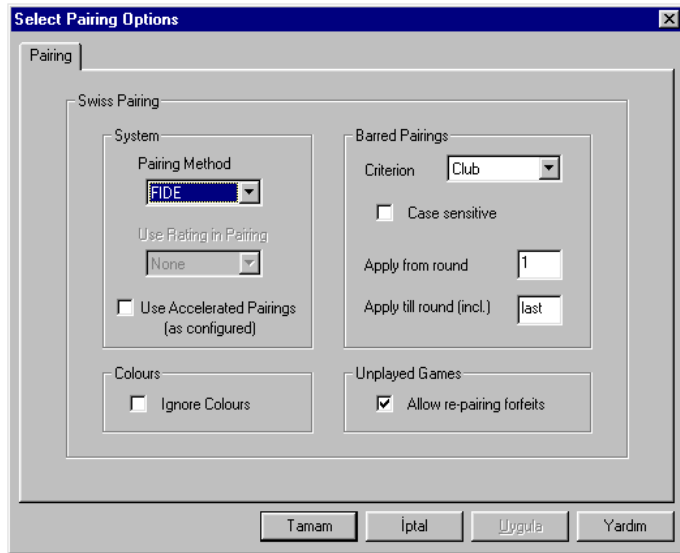 Select Pairing Options
Pairing
Swiss Pairing
System
Pairing Method
FIDE
Use Rating in Pairing
None
Use Accelerated Pairings
(as configured)
Barred Pairings
Criterion Club
Case sensitive
Apply from round 1
Apply till round (incl.) last
Colours
Ignore Colours
Unplayed Games
Allow re-pairing forfeits
Tamam İptal Uygula Yardım